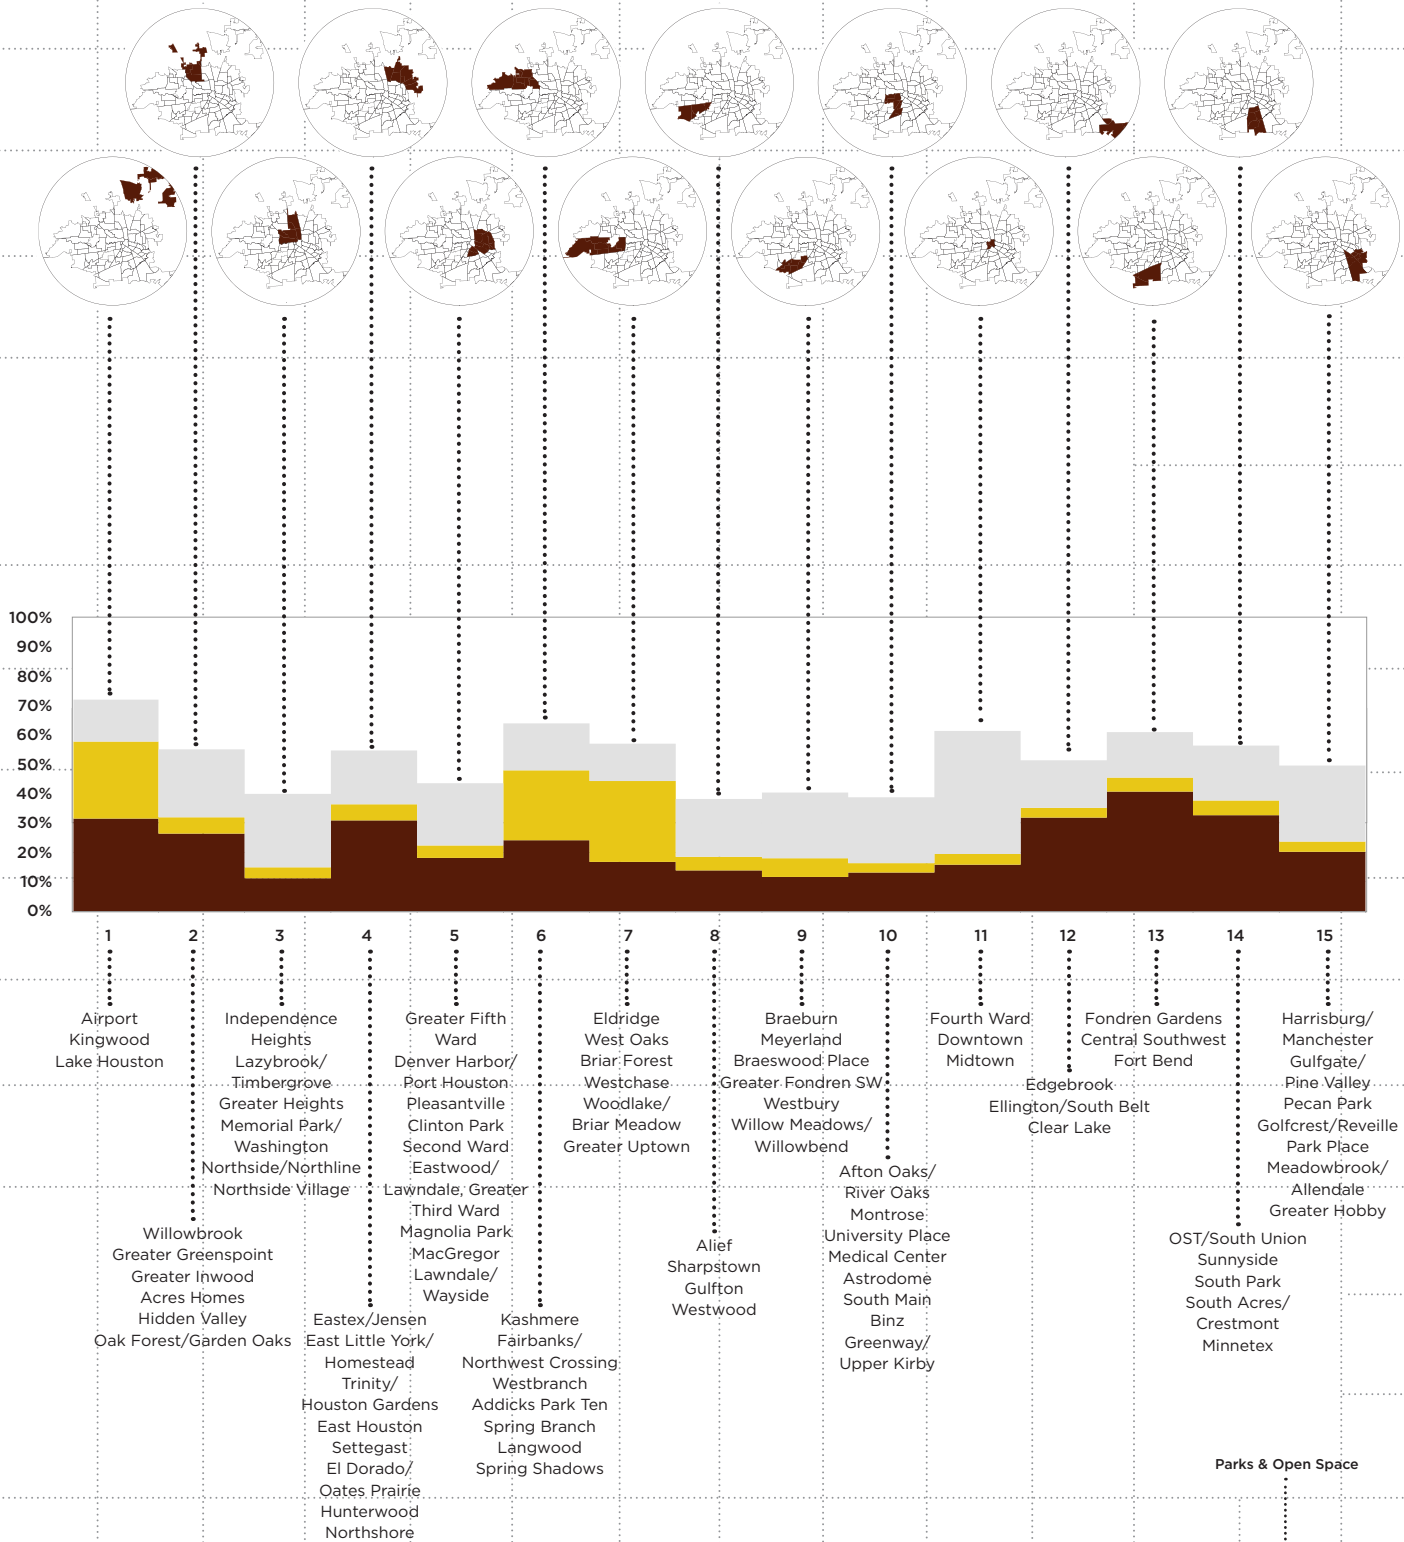 100%
90%
80%
70%
60%
50%
40%
30%
20%
10%
0%
1
2
3
4
5
6
7
8
9
10
11
12
13
14
15
Airport
Kingwood
Lake Houston
Willowbrook
Greater Greenspoint
Greater Inwood
Acres Homes
Hidden Valley
Oak Forest/Garden Oaks
Independence
Heights
Lazybrook/
Timbergrove
Greater Heights
Memorial Park/
Washington
Northside/Northline
Northside Village
Eastex/Jensen
East Little York/
Homestead
Trinity/
Houston Gardens
East Houston
Settegast
El Dorado/
Oates Prairie
Hunterwood
Northshore
Greater Fifth
Ward
Denver Harbor/
Port Houston
Pleasantville
Clinton Park
Second Ward
Eastwood/
Lawndale, Greater
Third Ward
Magnolia Park
MacGregor
Lawndale/
Wayside
Kashmere
Fairbanks/
Northwest Crossing
Westbranch
Addicks Park Ten
Spring Branch
Langwood
Spring Shadows
Eldridge
West Oaks
Briar Forest
Westchase
Woodlake/
Briar Meadow
Greater Uptown
Alief
Sharpstown
Gulfton
Westwood
Braeburn
Meyerland
Braeswood Place
Greater Fondren SW
Westbury
Willow Meadows/
Willowbend
Afton Oaks/
River Oaks
Montrose
University Place
Medical Center
Astrodome
South Main
Binz
Greenway/
Upper Kirby
Fourth Ward
Downtown
Midtown
Edgebrook
Ellington/South Belt
Clear Lake
Fondren Gardens
Central Southwest
Fort Bend
OST/South Union
Sunnyside
South Park
South Acres/
Crestmont
Minnetex
Harrisburg/
Manchester
Gulfgate/
Pine Valley
Pecan Park
Golfcrest/Reveille
Park Place
Meadowbrook/
Allendale
Greater Hobby
Parks & Open Space